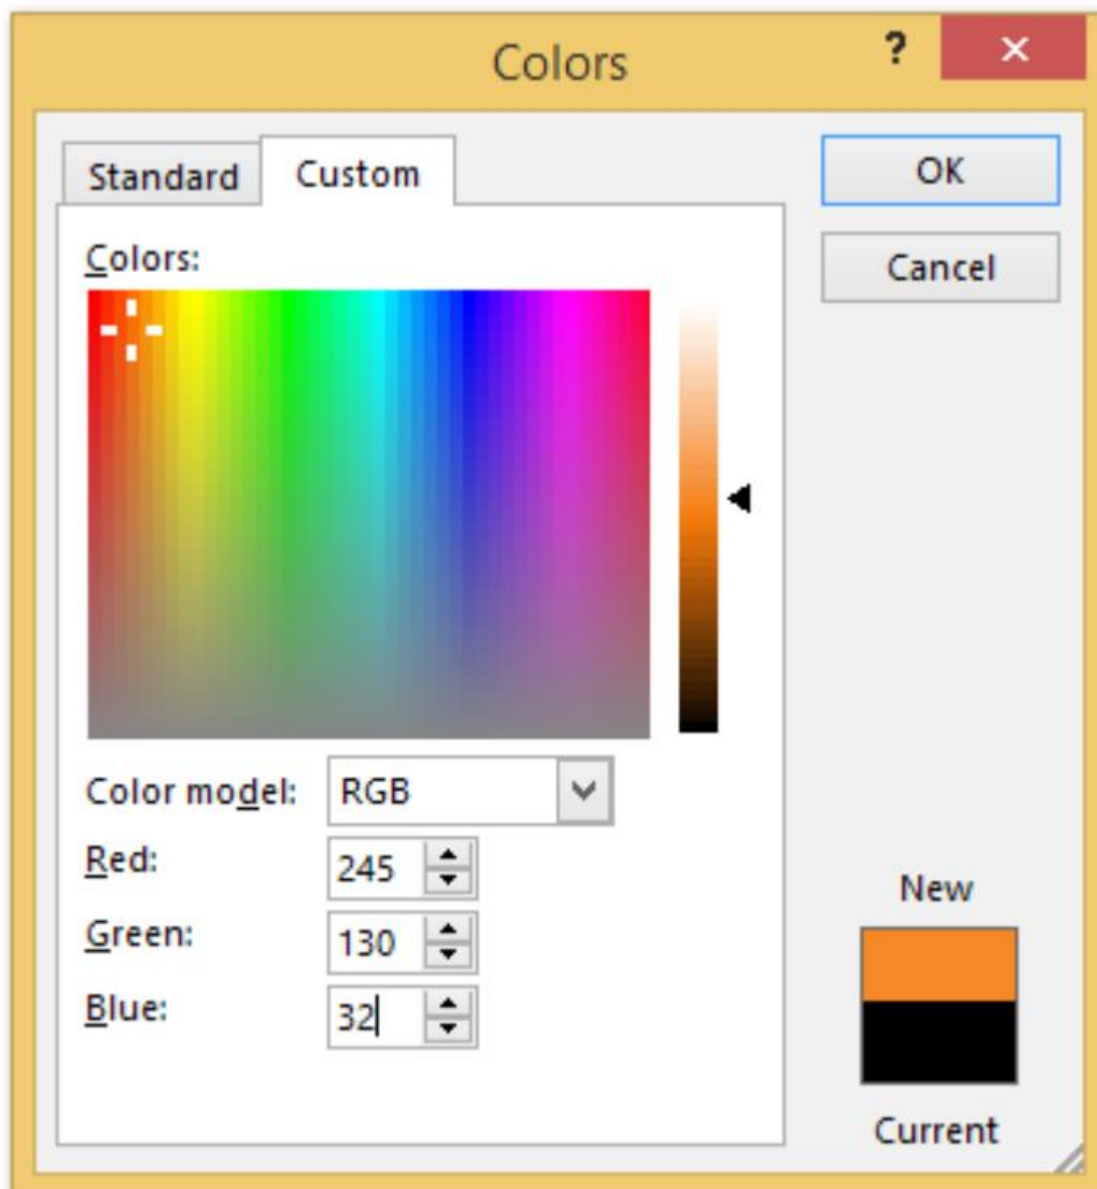 Colors
?
Standard
Custom
OK
Cancel
Colors:
Color model:
RGB
Red:
245
Green:
130
Blue:
32
New
Current